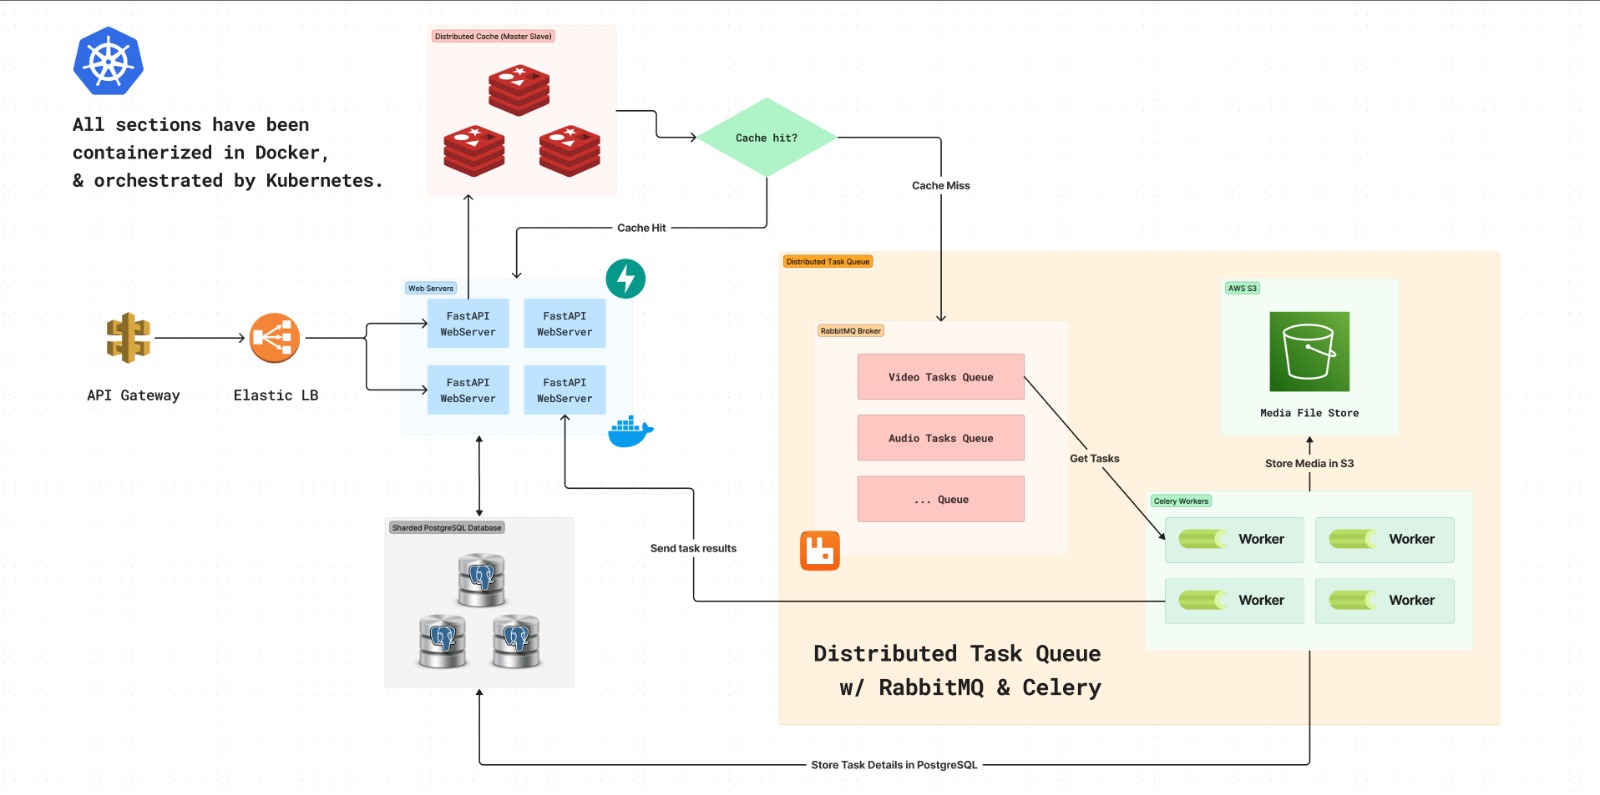 Distributed Cache (Master Slave)
All sections have been
containerized in Docker,
& orchestrated by Kubernetes.
Cache hit?
Cache Miss
Cache Hit
Distributed Task Queue
Web Servers
AWS S3
FastAPI
WebServer
FastAPI
WebServer
RabbitMQ Broker
API Gateway
Elastic LB
FastAPI
WebServer
FastAPI
WebServer
Video Tasks Queue
Audio Tasks Queue
... Queue
Get Tasks
Media File Store
Store Media in S3
Celery Workers
Worker
Worker
Worker
Worker
Sharded PostgreSQL Database
Send task results
Distributed Task Queue
w/ RabbitMQ & Celery
Store Task Details in PostgreSQL